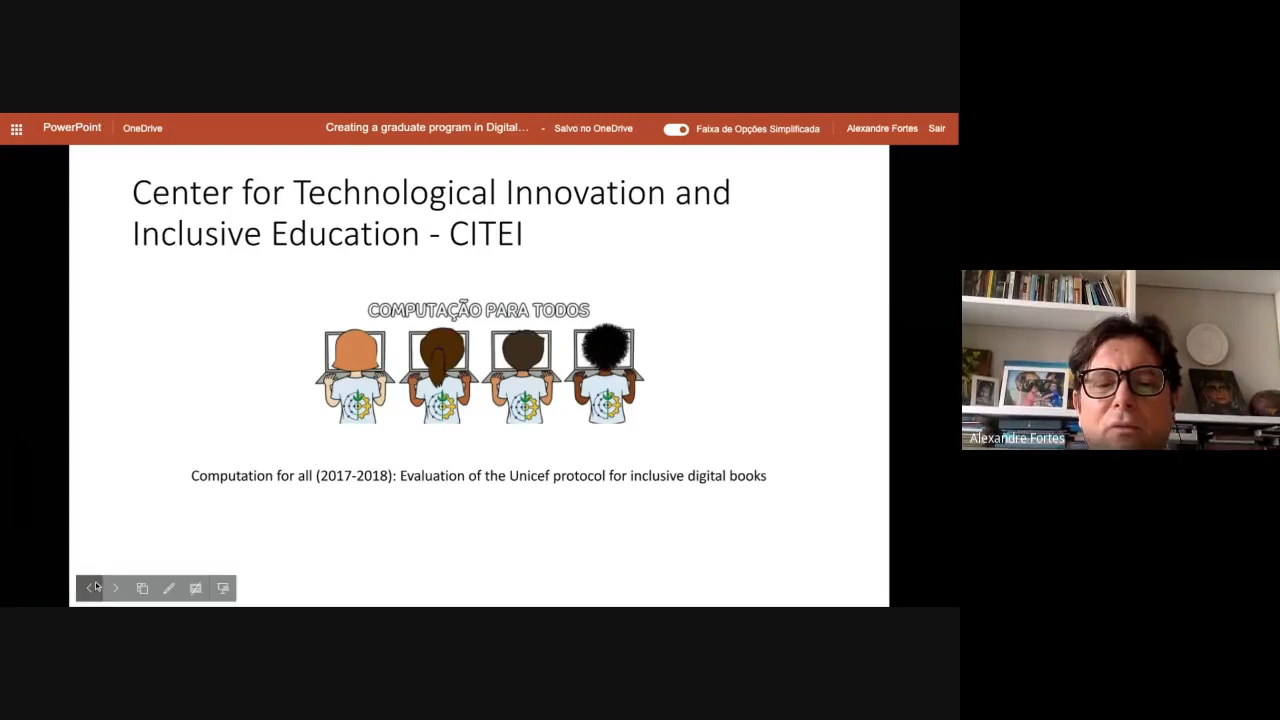 PowerPoint
OneDrive
Creating a graduate program in Digital... - Salvo no OneDrive
Faixa de Opções Simplificada
Alexandre Fortes
Sair
Center for Technological Innovation and
Inclusive Education - CITEI
COMPUTAÇÃO PARA TODOS
Computation for all (2017-2018): Evaluation of the Unicef protocol for inclusive digital books
Alexandre Fortes